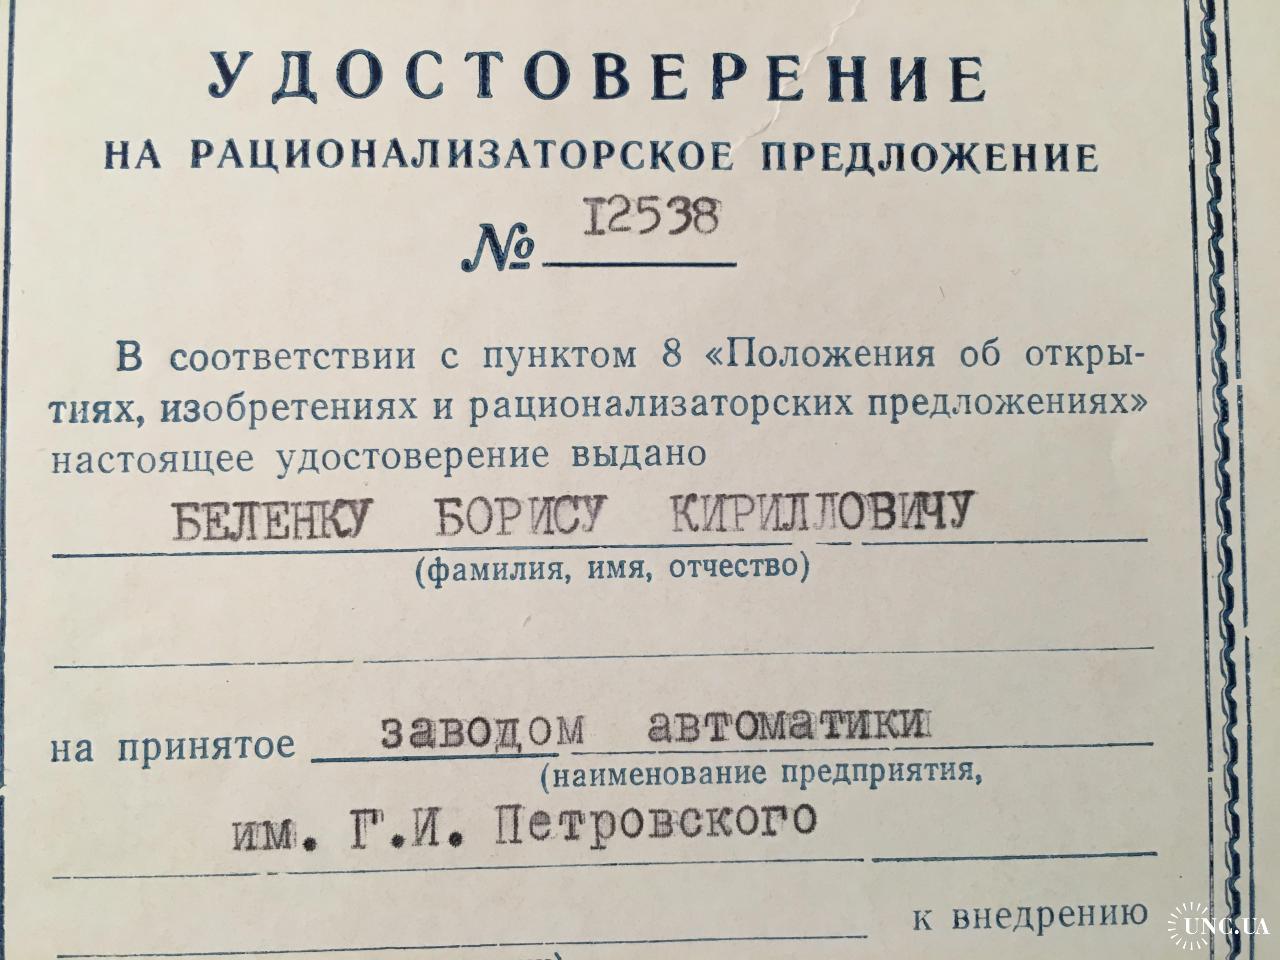 УДОСТОВЕРЕНИЕ
НА РАЦИОНАЛИЗАТОРСКОЕ ПРЕДЛОЖЕНИЕ
№ I2538
В соответствии с пунктом 8 «Положения об откры-
тиях, изобретениях и рационализаторских предложениях»
настоящее удостоверение выдано
БЕЛЕНКУ БОРИСУ КИРИЛЛОВИЧУ
(фамилия, имя, отчество)
на принятое заводом автоматики
(наименование предприятия,
им. Г.И. Петровского
к внедрению
UNC.UA